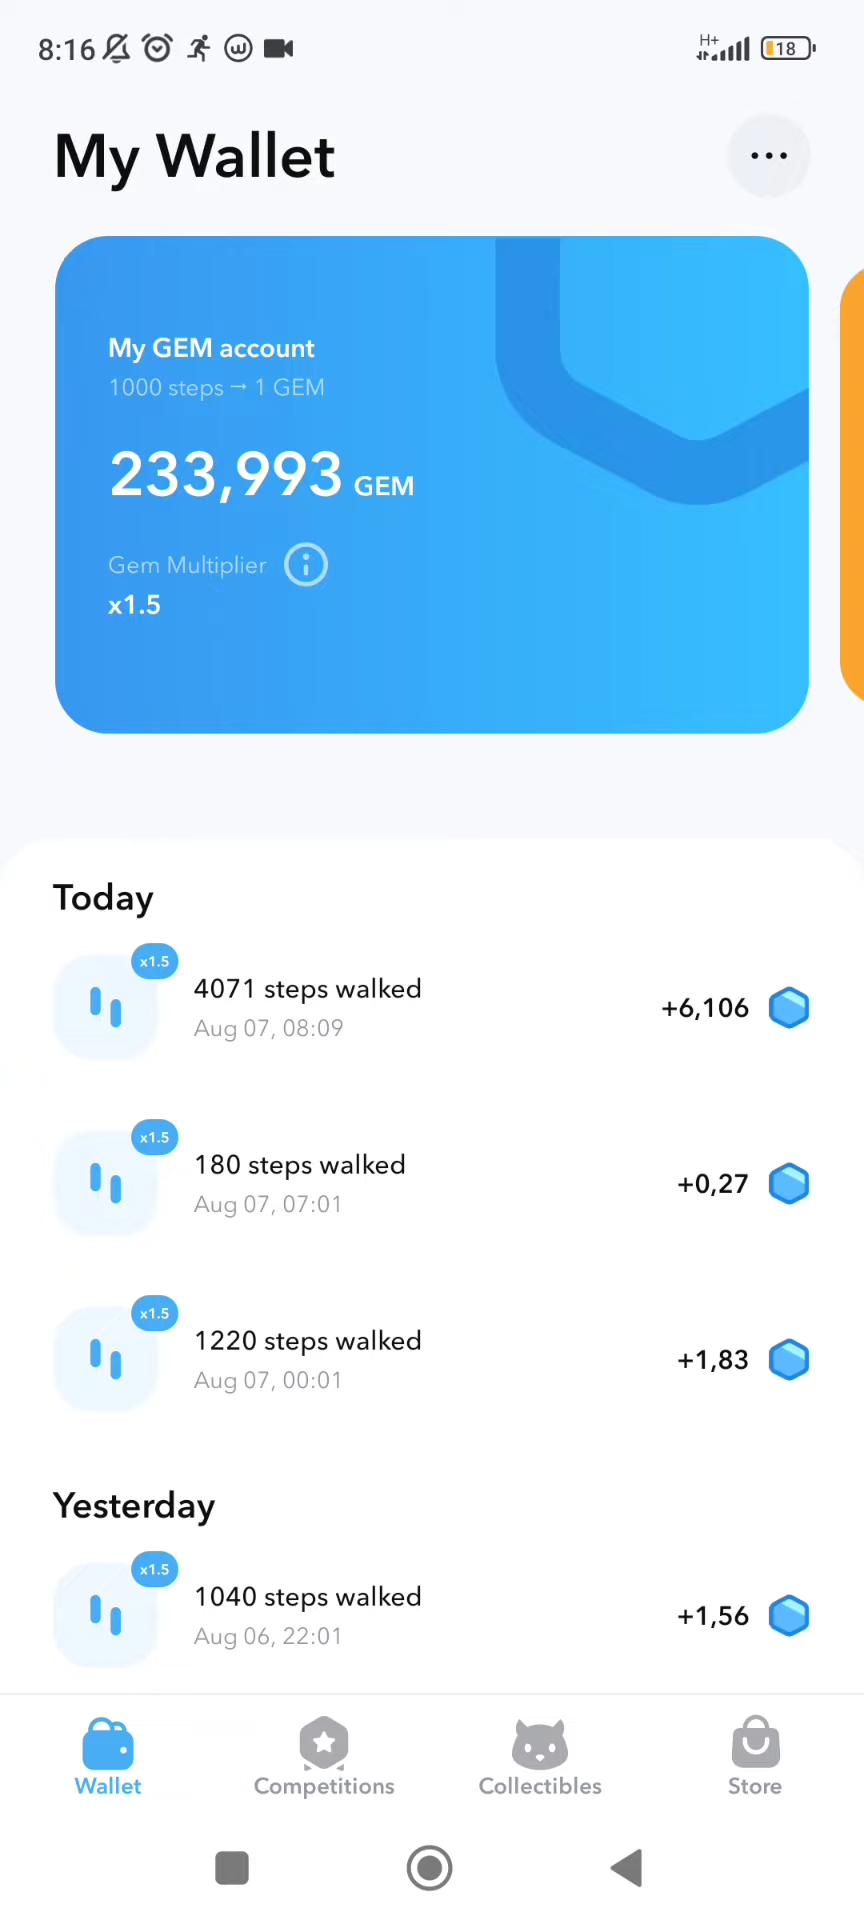 8:16
H+
18
My Wallet
My GEM account
1000 steps → 1 GEM
233,993 GEM
Gem Multiplier
x1.5
Today
x1.5
4071 steps walked
Aug 07, 08:09
+6,106
x1.5
180 steps walked
Aug 07, 07:01
+0,27
x1.5
1220 steps walked
Aug 07, 00:01
+1,83
Yesterday
x1.5
1040 steps walked
Aug 06, 22:01
+1,56
Wallet
Competitions
Collectibles
Store